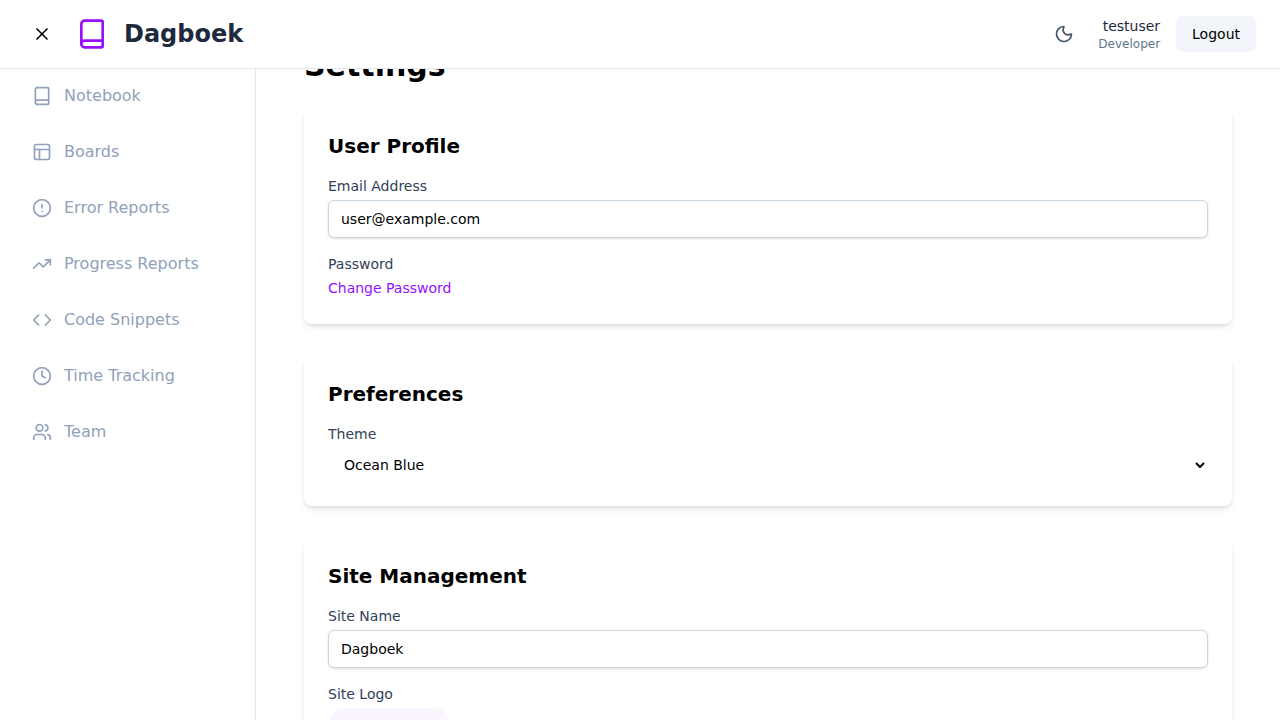 Dagboek
testuser
Developer
Logout
Notebook
Boards
Error Reports
Progress Reports
Code Snippets
Time Tracking
Team
Settings
User Profile
Email Address
user@example.com
Password
Change Password
Preferences
Theme
Ocean Blue
Site Management
Site Name
Dagboek
Site Logo